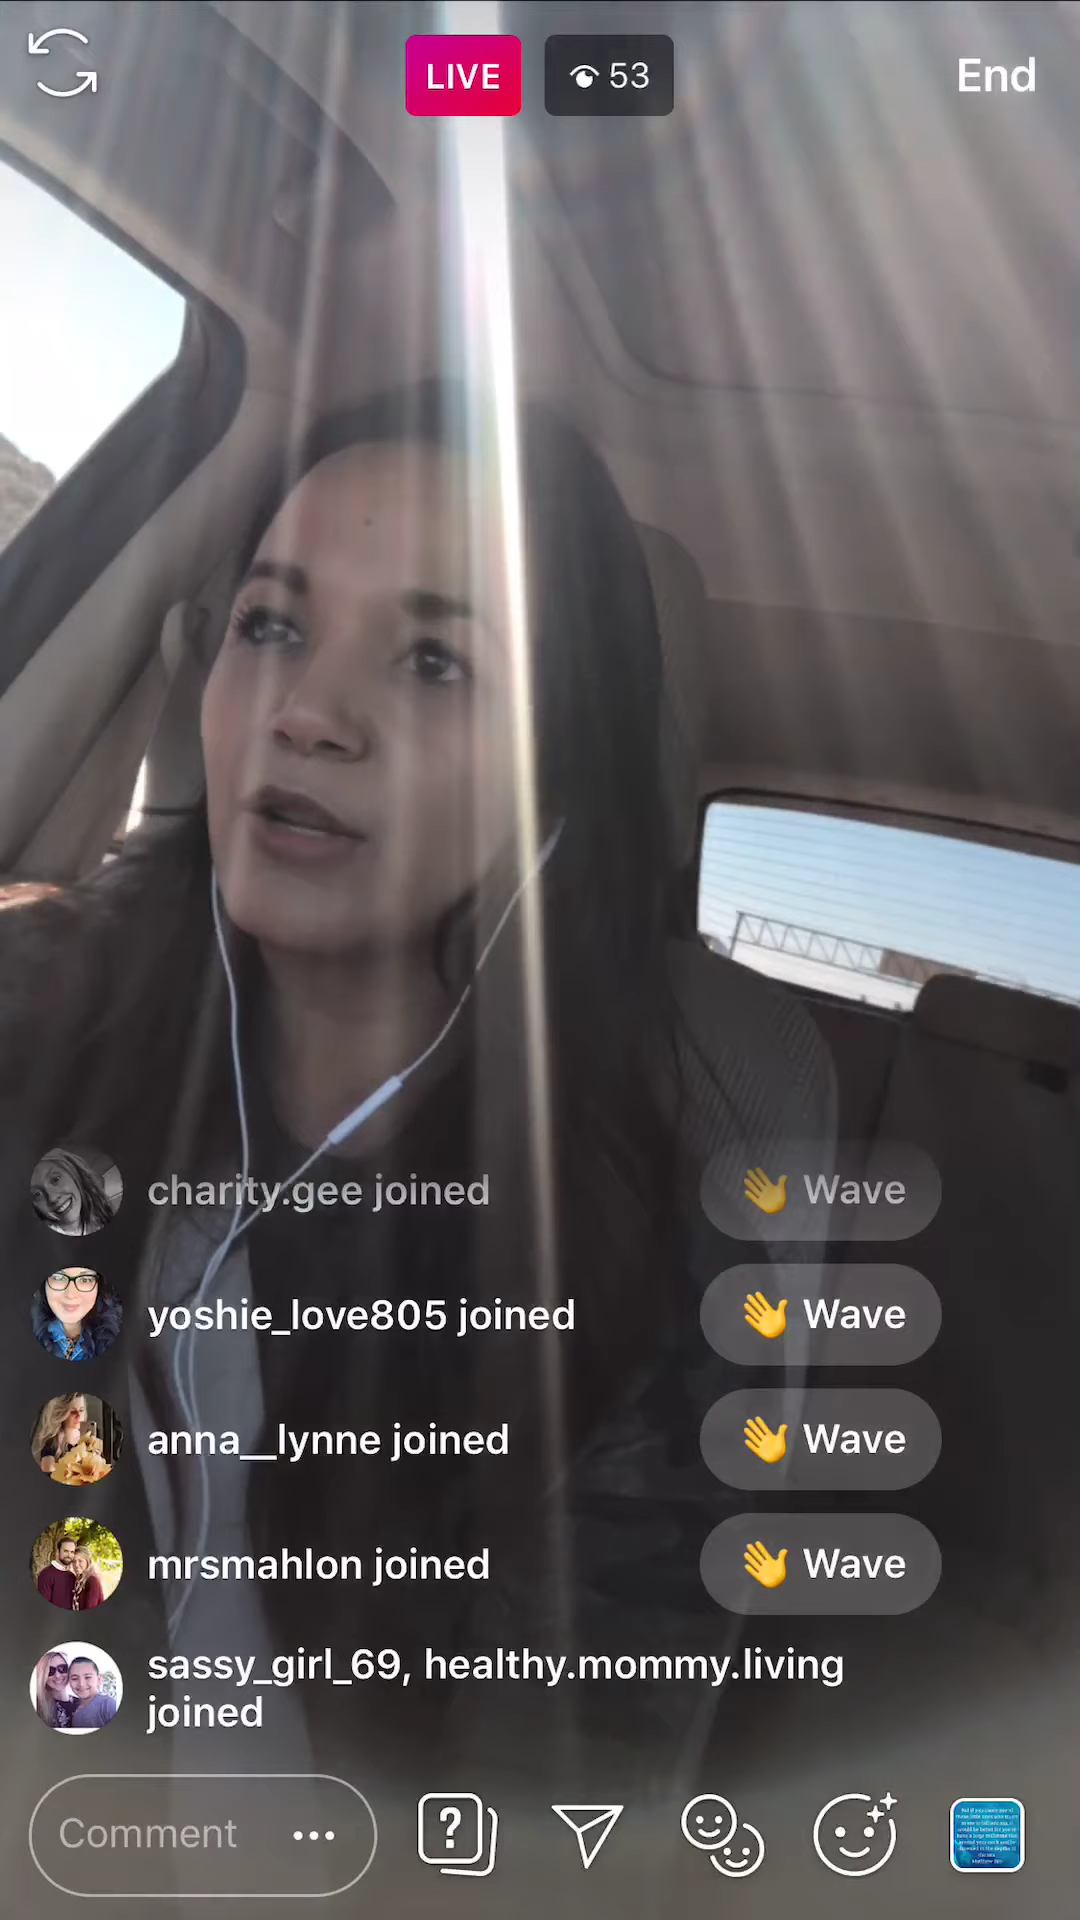 LIVE
53
End
charity.gee joined
Wave
yoshie_love805 joined
Wave
anna__lynne joined
Wave
mrsmahlon joined
Wave
sassy_girl_69, healthy.mommy.living
joined
Comment
?